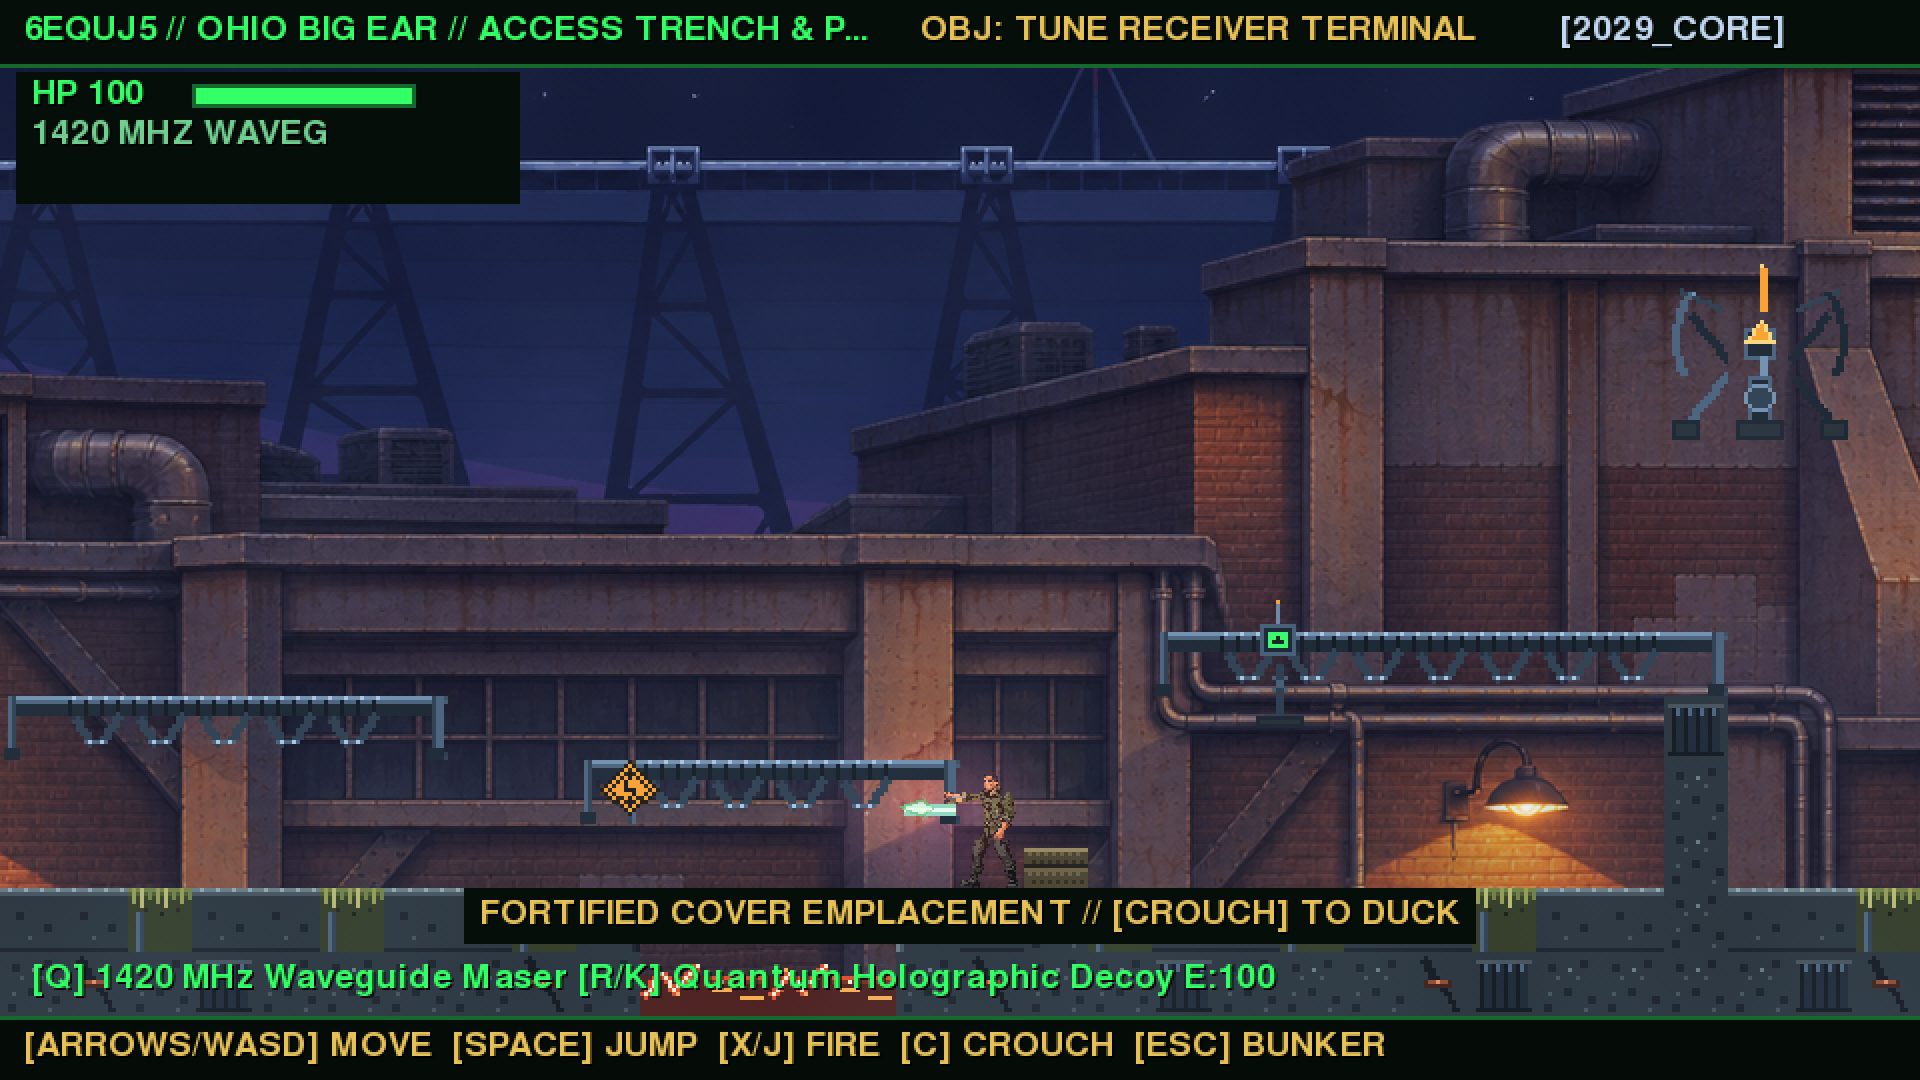 6EQUJ5 // OHIO BIG EAR // ACCESS TRENCH & P... OBJ: TUNE RECEIVER TERMINAL [2029_CORE]
HP 100
1420 MHZ WAVEG
FORTIFIED COVER EMPLACEMENT // [CROUCH] TO DUCK
[Q] 1420 MHz Waveguide Maser [R/K] Quantum Holographic Decoy E:100
[ARROWS/WASD] MOVE [SPACE] JUMP [X/J] FIRE [C] CROUCH [ESC] BUNKER